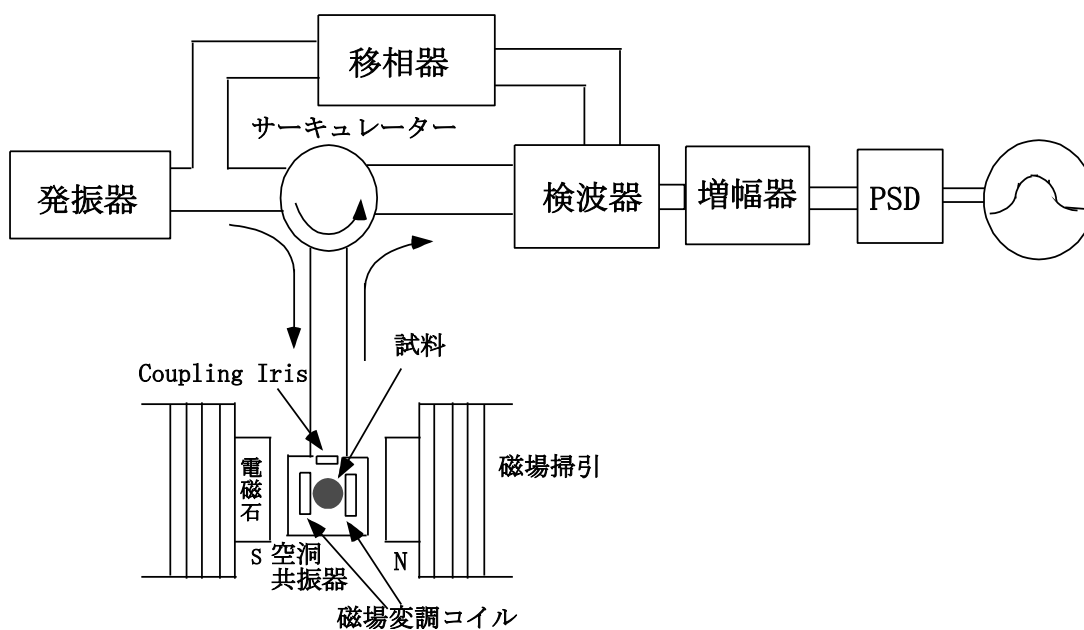 移相器
サーキュレーター
発振器
検波器
増幅器
PSD
試料
Coupling Iris
電磁石
磁場掃引
S
空洞
共振器
N
磁場変調コイル